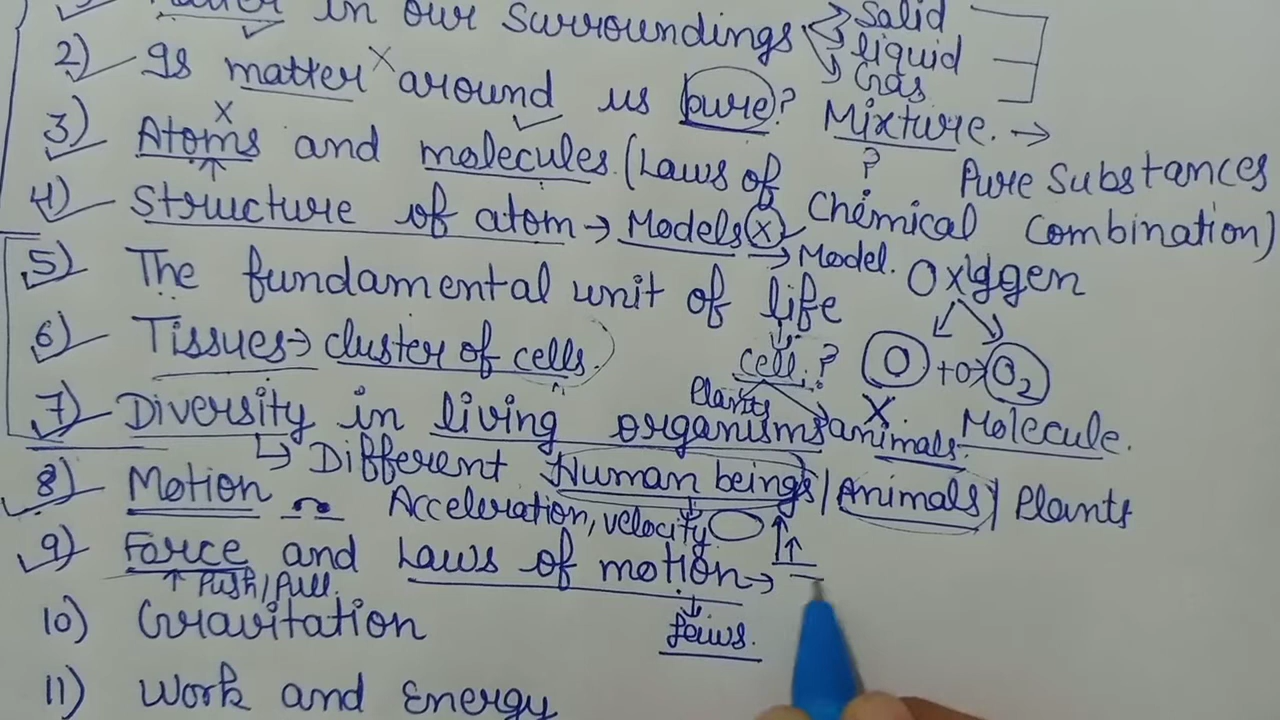 in our surroundings Salid
liquid
Gas
2) Is matter around us pure? Mixture. →
?
3) Atoms and molecules. (Laws of Pure Substances
Chemical Combination)
4) Structure of atom → Models
→ Model.
5) The fundamental unit of life
Oxyggen
6) Tissues → cluster of cells.
cell. ?
O + O → O2
Plants
animals.
Molecule.
7) Diversity in living organisms
Different Human beings / Animals / Plants
8) Motion Acceleration, velocity
9) Force and Laws of motion →
↑ Push/Pull.
laws.
10) Gravitation
11) Work and Energy